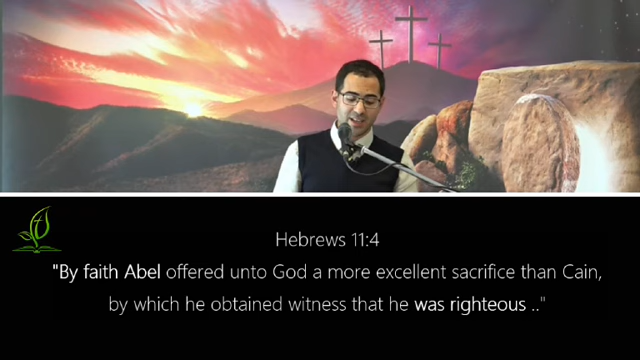 Hebrews 11:4
"By faith Abel offered unto God a more excellent sacrifice than Cain,
by which he obtained witness that he was righteous .."